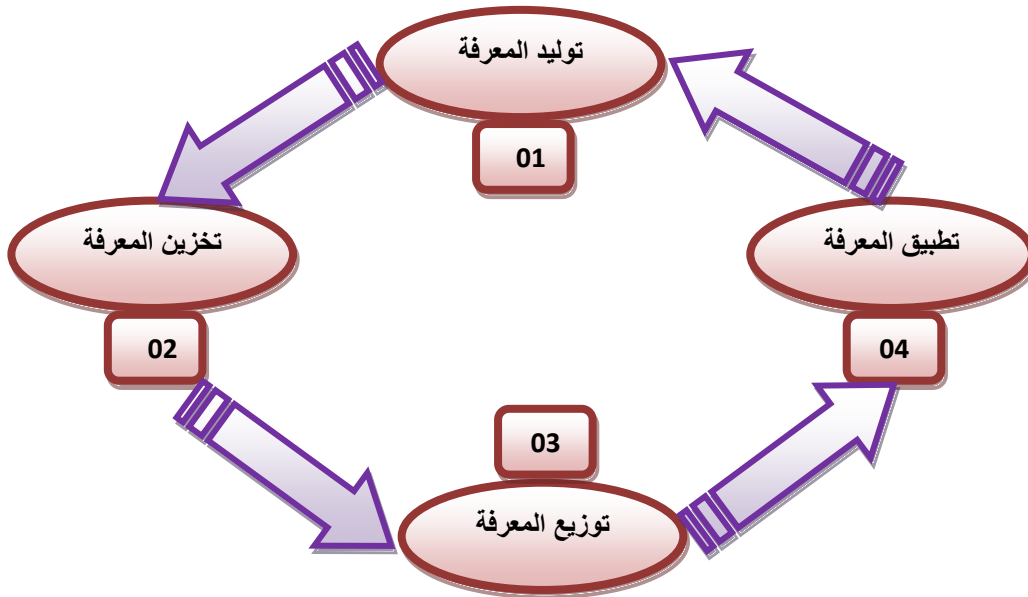 توليد المعرفة
01
تخزين المعرفة
02
03
توزيع المعرفة
تطبيق المعرفة
04